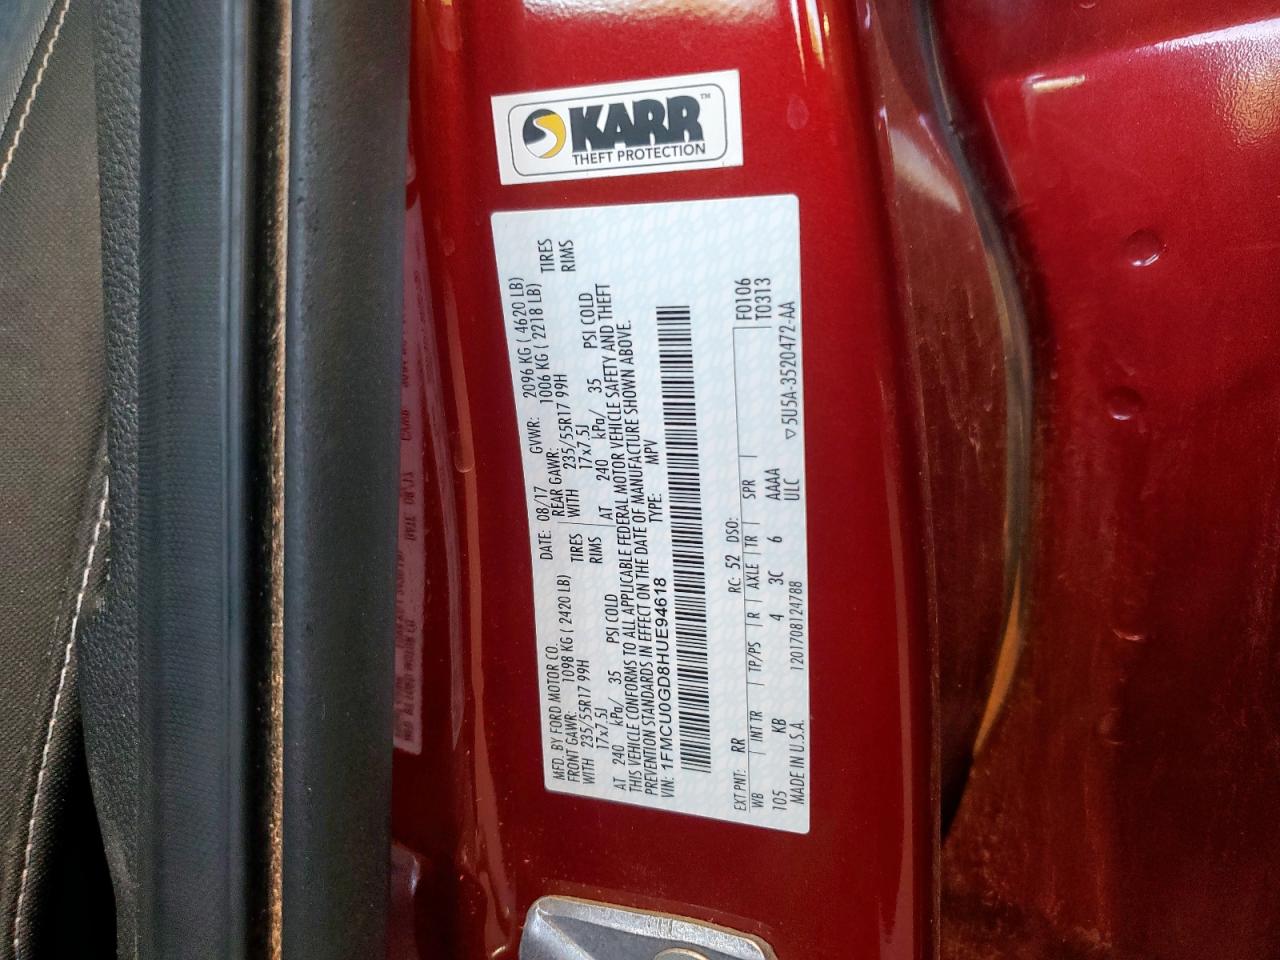 KARR™
THEFT PROTECTION
MFD. BY FORD MOTOR CO. DATE: 08/17 GVWR: 2096 KG ( 4620 LB)
FRONT GAWR: 1098 KG ( 2420 LB) REAR GAWR: 1006 KG ( 2218 LB)
WITH 235/55R17 99H TIRES WITH 235/55R17 99H TIRES
17x7.5J RIMS 17x7.5J RIMS
AT 240 kPa/ 35 PSI COLD AT 240 kPa/ 35 PSI COLD
THIS VEHICLE CONFORMS TO ALL APPLICABLE FEDERAL MOTOR VEHICLE SAFETY AND THEFT
PREVENTION STANDARDS IN EFFECT ON THE DATE OF MANUFACTURE SHOWN ABOVE.
VIN: 1FMCU0GD8HUE94618 TYPE: MPV
EXT PNT: RR RC: 52 DSO: F0106
WB INT TR TP/PS R AXLE TR SPR T0313
105 KB 4 3C 6 AAAA
MADE IN U.S.A. 1201708124788 ULC ▽5U5A-3520472-AA